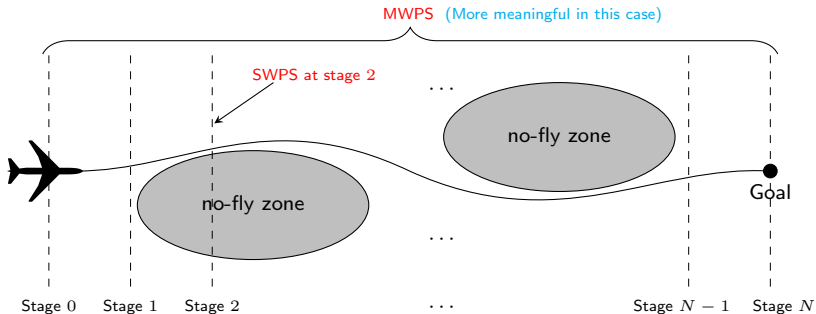 MWPS (More meaningful in this case)
SWPS at stage 2
...
no-fly zone
no-fly zone
Goal
...
Stage 0 Stage 1 Stage 2 ... Stage N − 1 Stage N